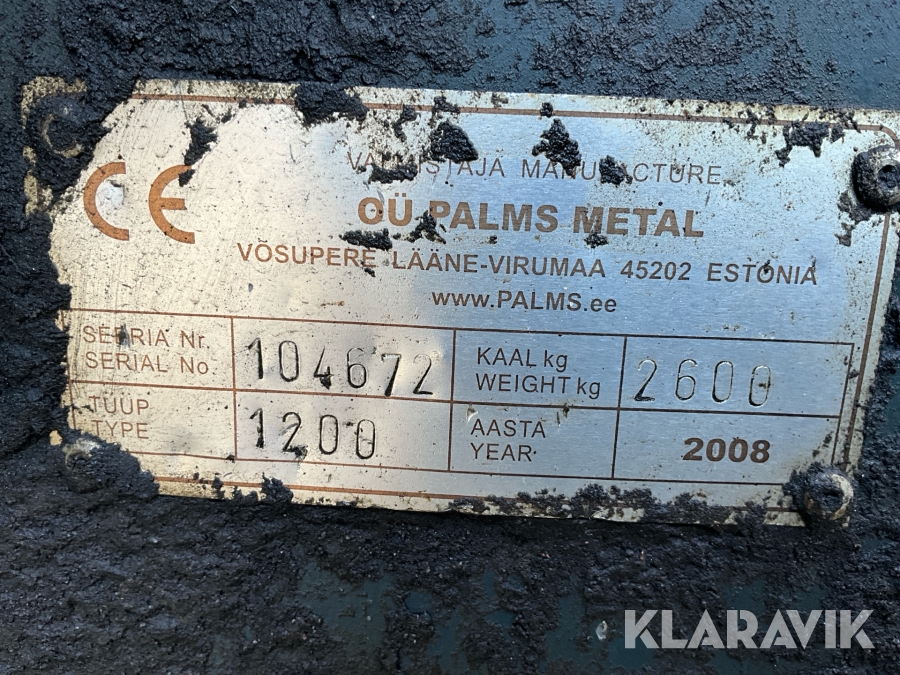 CE
VALMISTAJA MANUFACTURE
OÜ PALMS METAL
VÕSUPERE LÄÄNE-VIRUMAA 45202 ESTONIA
www.PALMS.ee
SEERIA Nr.
SERIAL No.
104672
KAAL kg
WEIGHT kg
2600
TÜÜP
TYPE
1200
AASTA
YEAR
2008
KLARAVIK